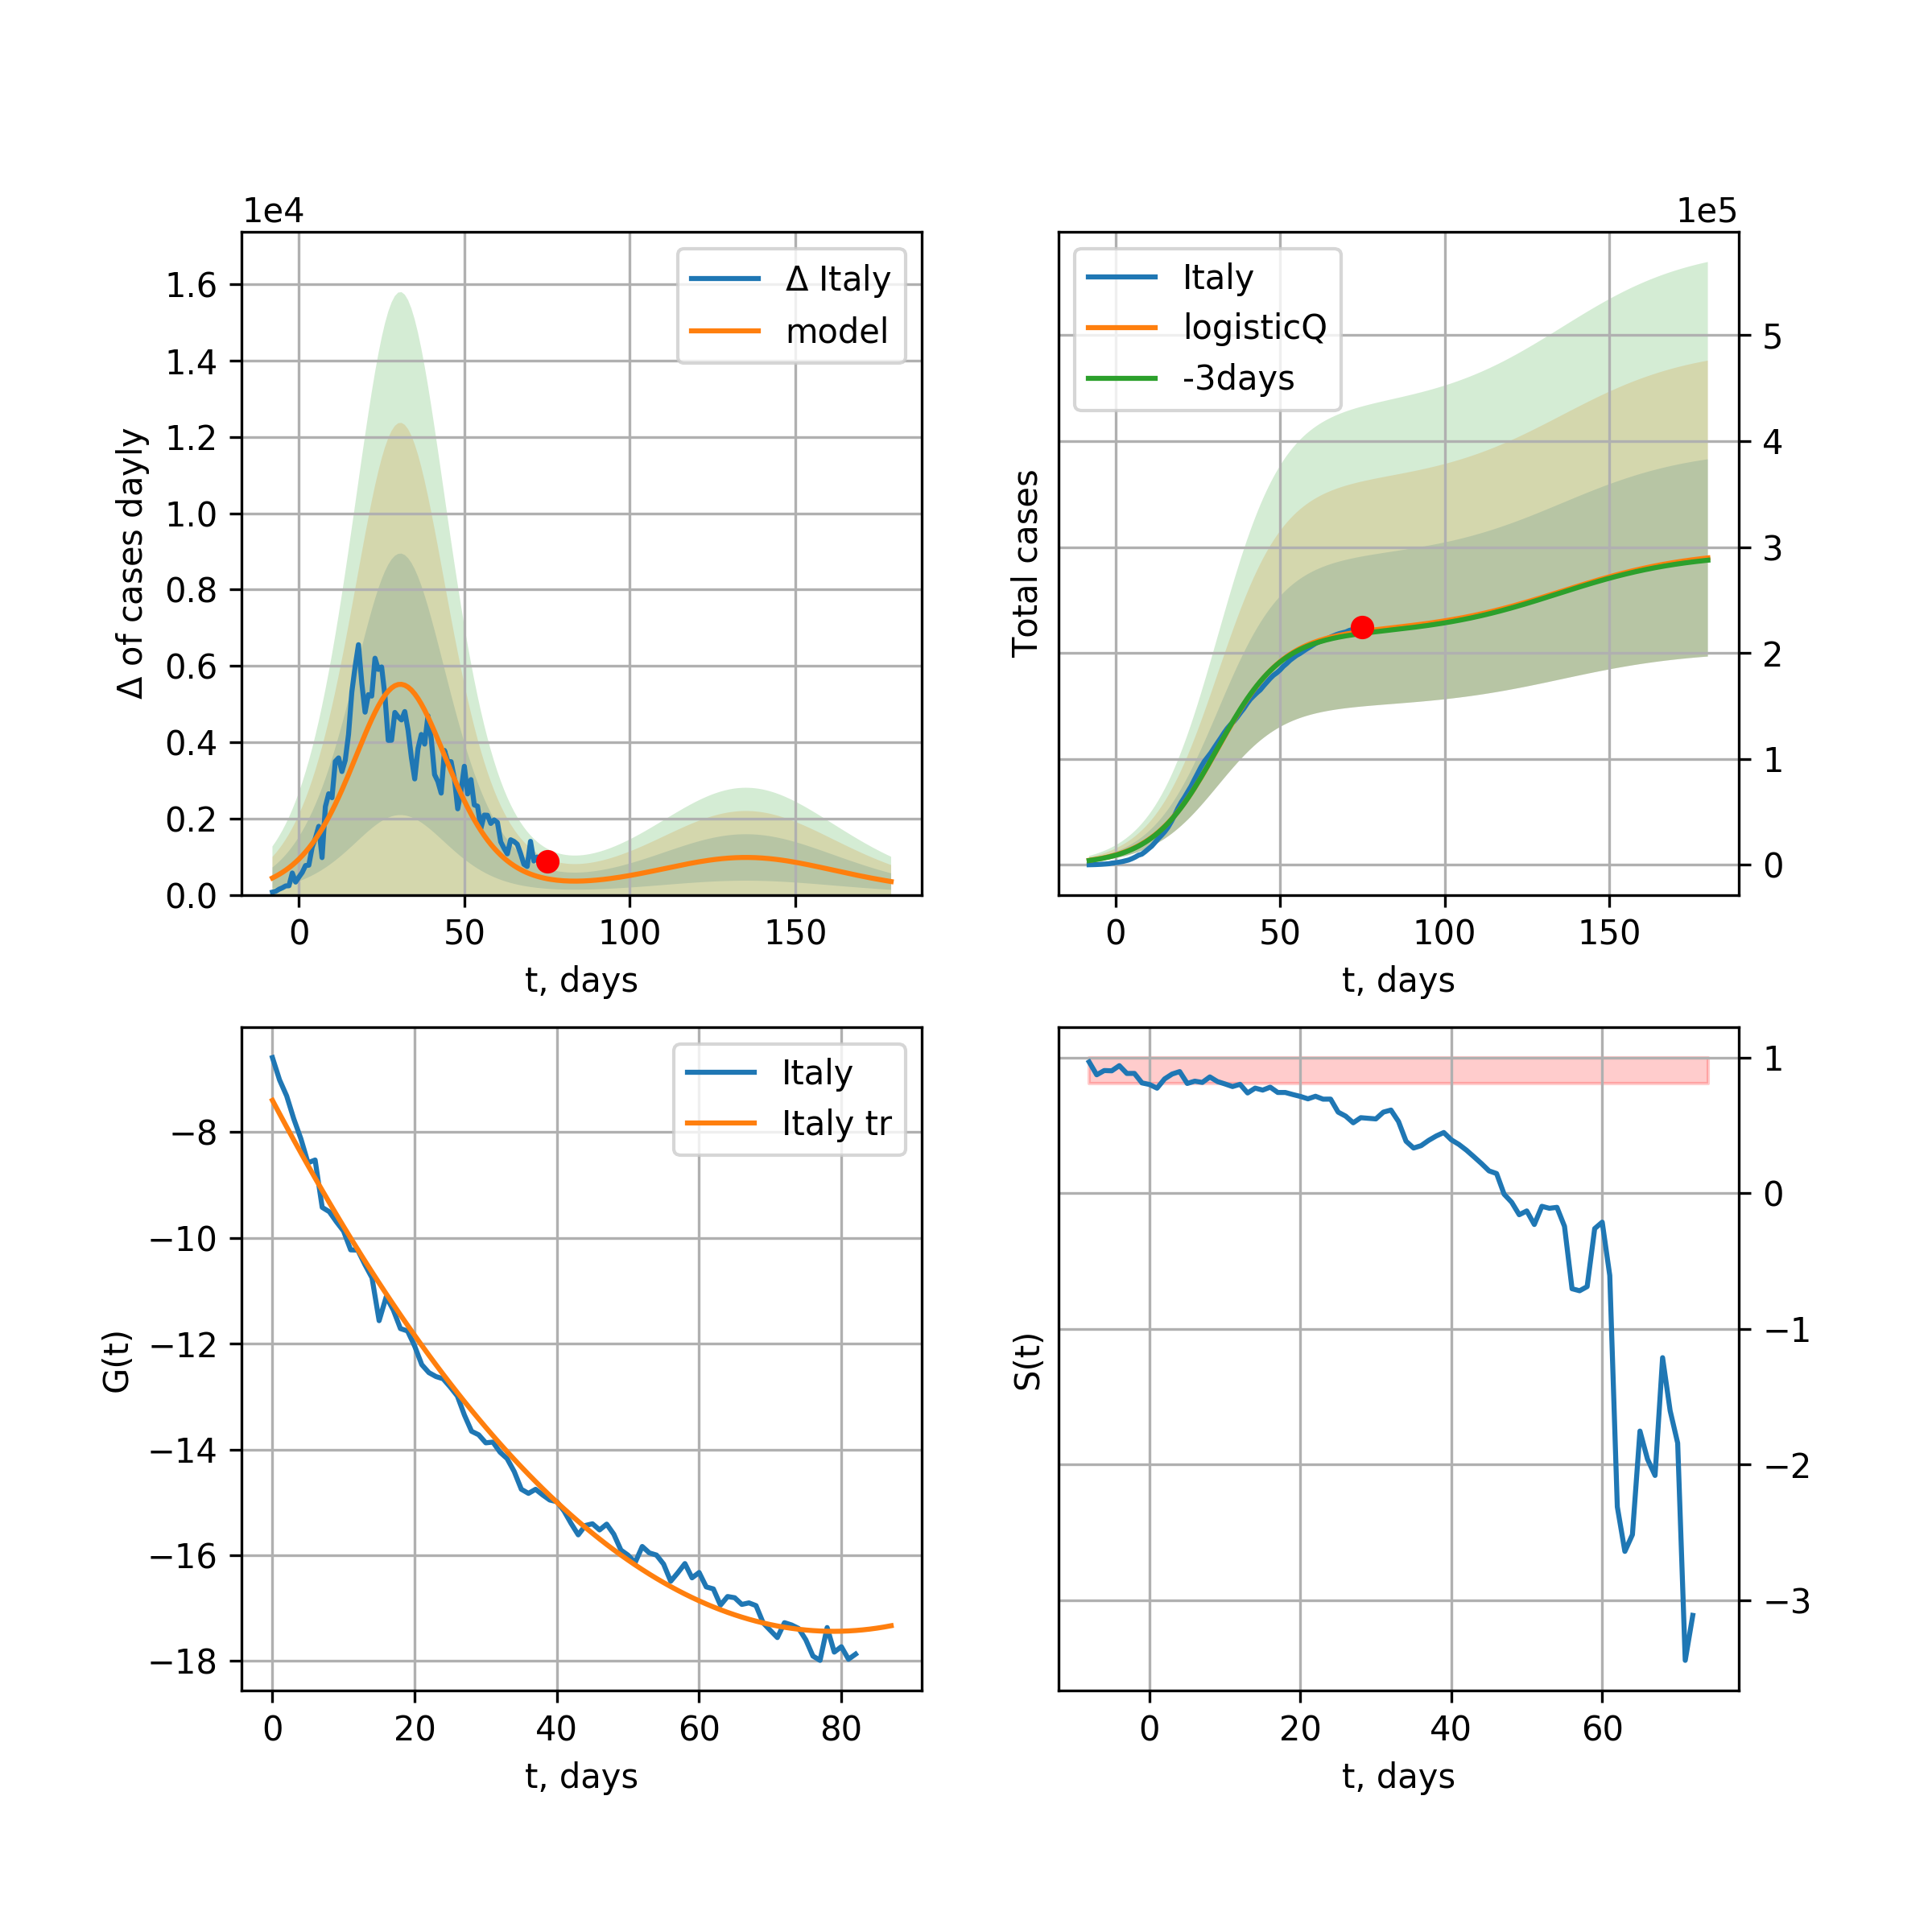 1e4
Δ of cases dayly
1.6
1.4
1.2
1.0
0.8
0.6
0.4
0.2
0.0
Δ Italy
model
0 50 100 150
t, days
1e5
Total cases
Italy
logisticQ
-3days
5
4
3
2
1
0
0 50 100 150
t, days
G(t)
−8
−10
−12
−14
−16
−18
Italy
Italy tr
0 20 40 60 80
t, days
S(t)
1
0
−1
−2
−3
0 20 40 60
t, days